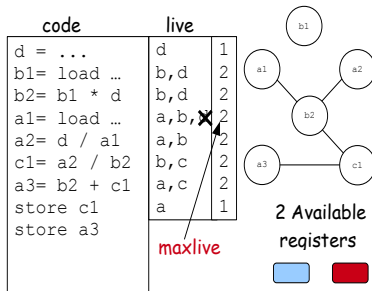 code live
d = ... d 1
b1= load … b,d 2
b2= b1 * d b,d 2
a1= load … a,b,d 2
a2= d / a1 a,b 2
c1= a2 / b2 b,c 2
a3= b2 + c1 a,c 2
store c1 a 1
store a3
maxlive
b1
a1 a2
b2
a3 c1
2 Available
registers